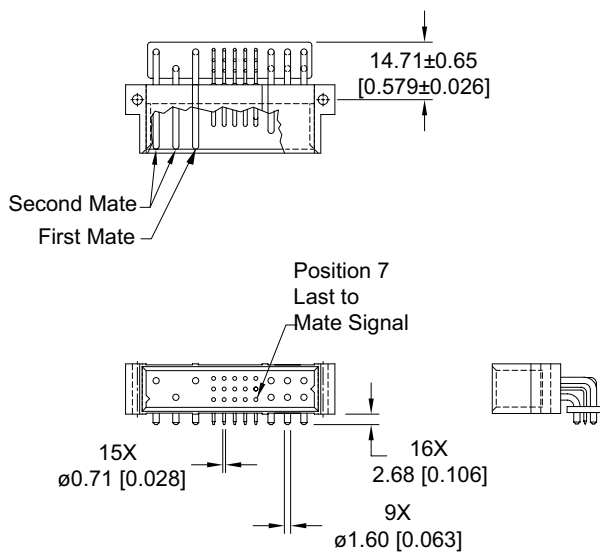 14.71±0.65
[0.579±0.026]
Second Mate
First Mate
Position 7
Last to
Mate Signal
15X
ø0.71 [0.028]
16X
2.68 [0.106]
9X
ø1.60 [0.063]